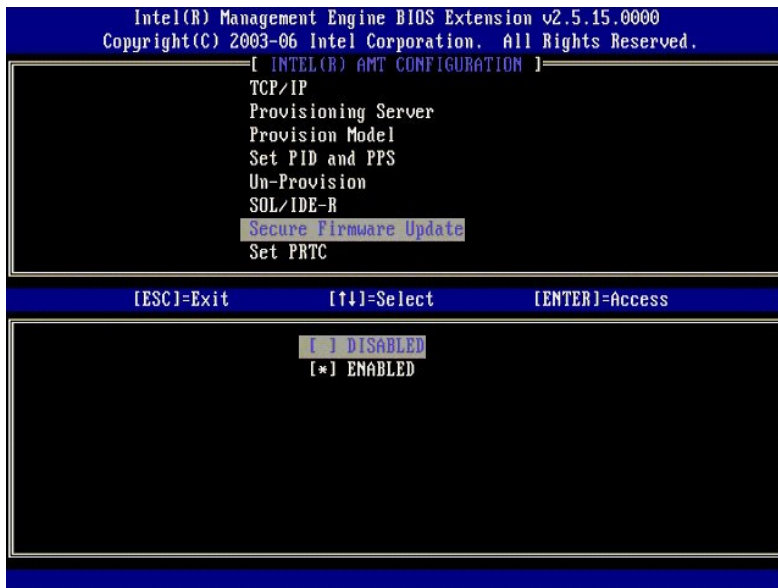 Intel(R) Management Engine BIOS Extension v2.5.15.0000
Copyright(C) 2003-06 Intel Corporation. All Rights Reserved.
[ INTEL(R) AMT CONFIGURATION ]
TCP/IP
Provisioning Server
Provision Model
Set PID and PPS
Un-Provision
SOL/IDE-R
Secure Firmware Update
Set PRTC
[ESC]=Exit [↑↓]=Select [ENTER]=Access
[ ] DISABLED
[*] ENABLED